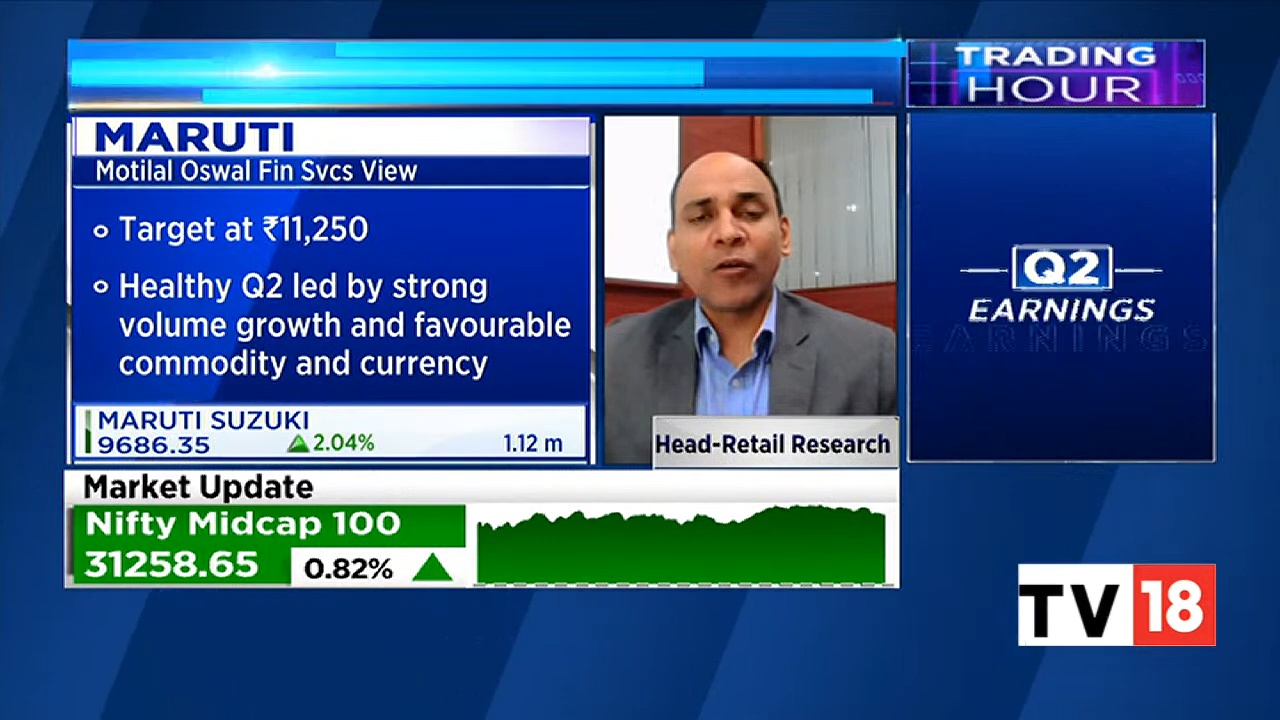 TRADING
HOUR
MARUTI
Motilal Oswal Fin Svcs View
Target at ₹11,250
Healthy Q2 led by strong
volume growth and favourable
commodity and currency
MARUTI SUZUKI
9686.35 2.04% 1.12 m
Head-Retail Research
Q2
EARNINGS
EARNINGS
Market Update
Nifty Midcap 100
31258.65 0.82%
TV18